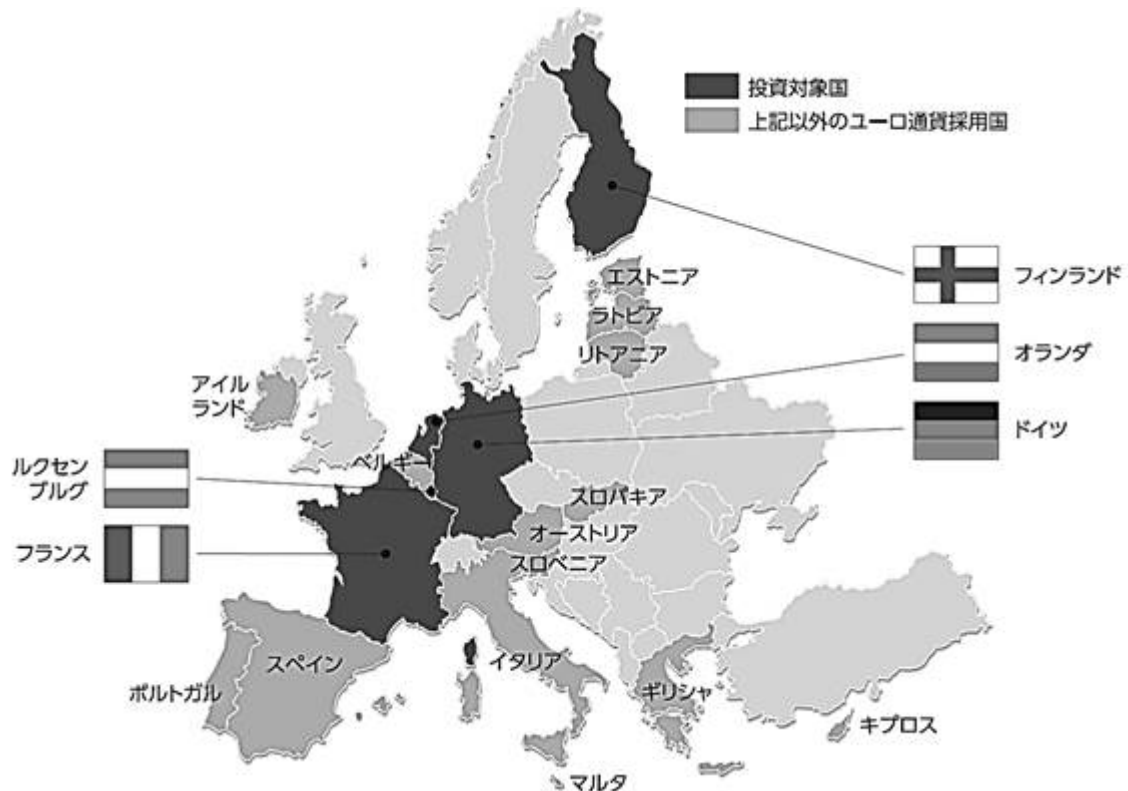 投資対象国
上記以外のユーロ通貨採用国
フィンランド
エストニア
ラトビア
リトアニア
オランダ
アイル
ランド
ドイツ
ベルギー
ルクセン
ブルグ
スロバキア
オーストリア
フランス
スロベニア
スペイン
イタリア
ポルトガル
ギリシャ
キプロス
マルタ